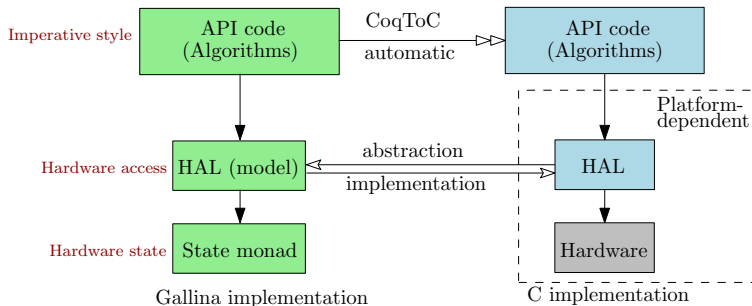 Imperative style
API code
(Algorithms)
CoqToC
automatic
API code
(Algorithms)
Platform-
dependent
Hardware access
HAL (model)
abstraction
implementation
HAL
Hardware state
State monad
Hardware
Gallina implementation
C implementation